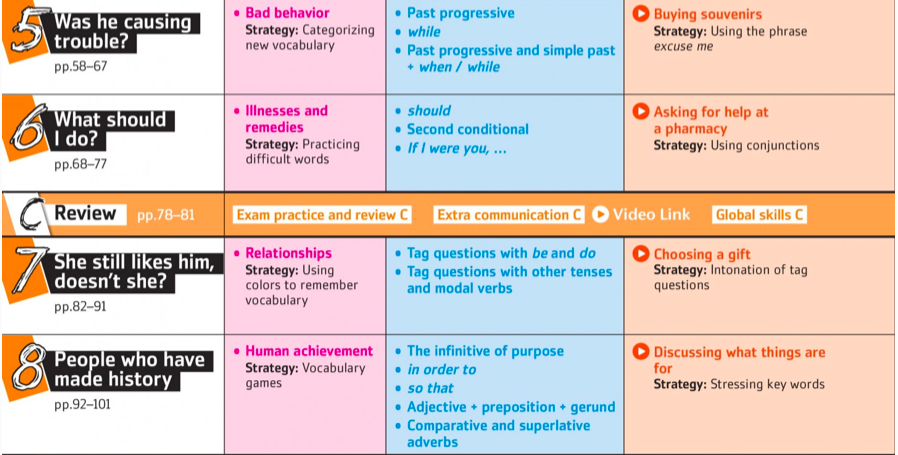 5 Was he causing
trouble?
pp.58–67
• Bad behavior
Strategy: Categorizing
new vocabulary
• Past progressive
• while
• Past progressive and simple past
+ when / while
Buying souvenirs
Strategy: Using the phrase
excuse me
6 What should
I do?
pp.68–77
• Illnesses and
remedies
Strategy: Practicing
difficult words
• should
• Second conditional
• If I were you, ...
Asking for help at
a pharmacy
Strategy: Using conjunctions
C Review pp.78–81 Exam practice and review C Extra communication C Video Link Global skills C
7 She still likes him,
doesn't she?
pp.82–91
• Relationships
Strategy: Using
colors to remember
vocabulary
• Tag questions with be and do
• Tag questions with other tenses
and modal verbs
Choosing a gift
Strategy: Intonation of tag
questions
8 People who have
made history
pp.92–101
• Human achievement
Strategy: Vocabulary
games
• The infinitive of purpose
• in order to
• so that
• Adjective + preposition + gerund
• Comparative and superlative
adverbs
Discussing what things are
for
Strategy: Stressing key words